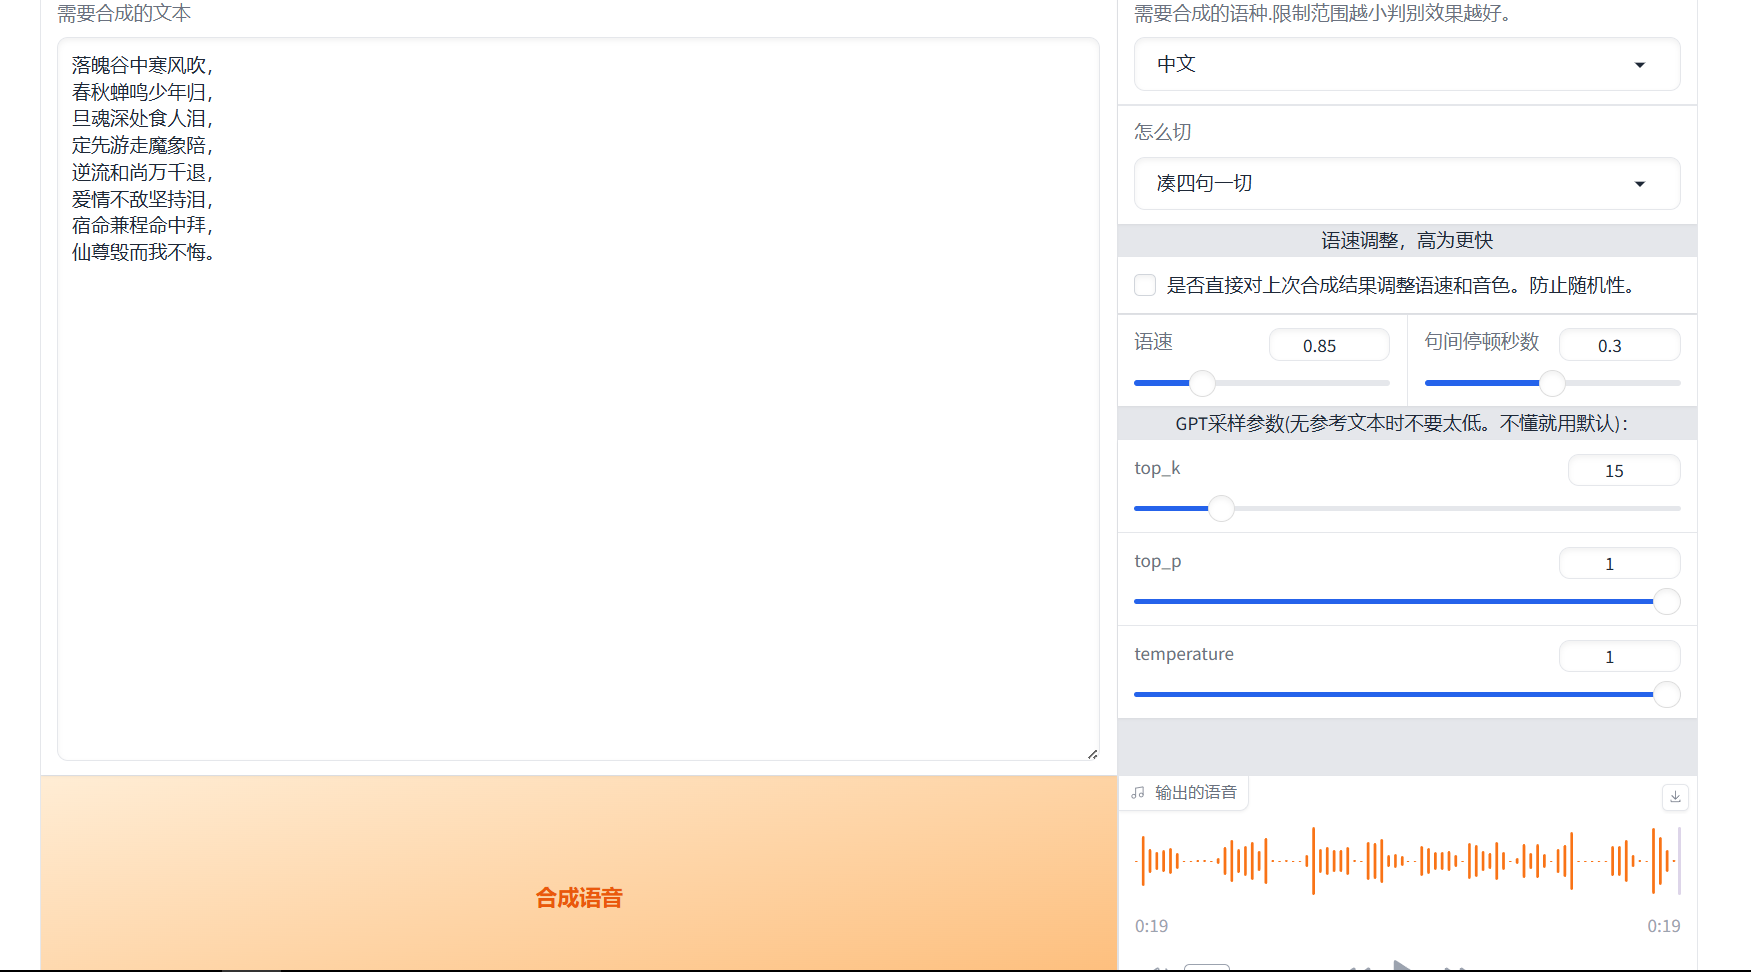 需要合成的文本
落魄谷中寒风吹，
春秋蝉鸣少年归，
旦魂深处食人泪，
定先游走魔象陪，
逆流和尚万千退，
爱情不敌坚持泪，
宿命兼程命中拜，
仙尊毁而我不悔。
合成语音
需要合成的语种.限制范围越小判别效果越好。
中文
怎么切
凑四句一切
语速调整，高为更快
是否直接对上次合成结果调整语速和音色。防止随机性。
语速
0.85
句间停顿秒数
0.3
GPT采样参数(无参考文本时不要太低。不懂就用默认)：
top_k
15
top_p
1
temperature
1
输出的语音
0:19
0:19